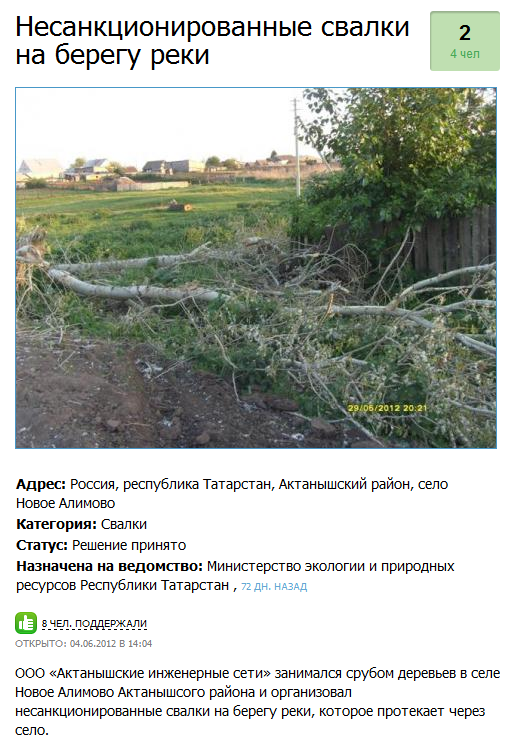 Несанкционированные свалки
на берегу реки
2
4 чел
29/05/2012 20:21
Адрес: Россия, республика Татарстан, Актанышский район, село
Новое Алимово
Категория: Свалки
Статус: Решение принято
Назначена на ведомство: Министерство экологии и природных
ресурсов Республики Татарстан , 72 ДН. НАЗАД
8 ЧЕЛ. ПОДДЕРЖАЛИ
ОТКРЫТО: 04.06.2012 В 14:04
ООО «Актанышские инженерные сети» занимался срубом деревьев в селе
Новое Алимово Актанышсого района и организовал
несанкционированные свалки на берегу реки, которое протекает через
село.